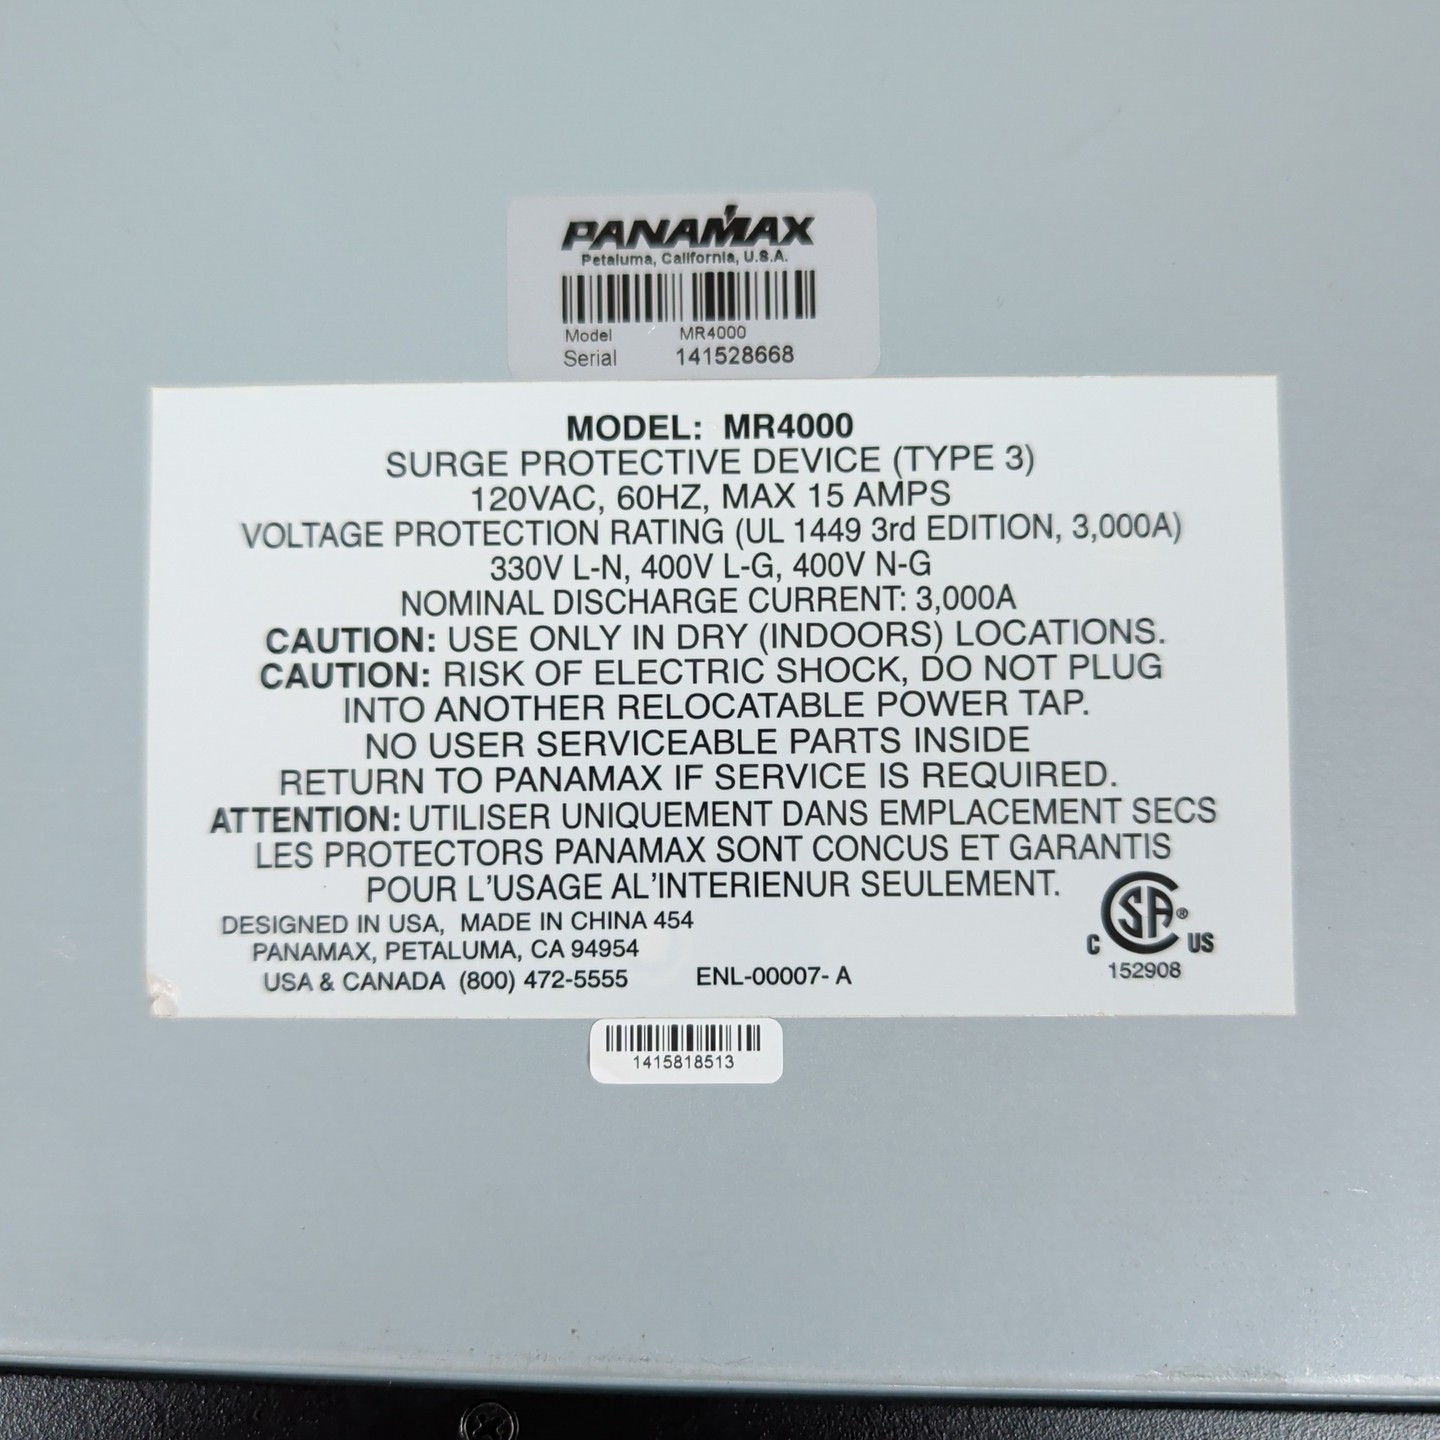 PANAMAX
Petaluma, California, U.S.A.
Model MR4000
Serial 141528668
MODEL: MR4000
SURGE PROTECTIVE DEVICE (TYPE 3)
120VAC, 60HZ, MAX 15 AMPS
VOLTAGE PROTECTION RATING (UL 1449 3rd EDITION, 3,000A)
330V L-N, 400V L-G, 400V N-G
NOMINAL DISCHARGE CURRENT: 3,000A
CAUTION: USE ONLY IN DRY (INDOORS) LOCATIONS.
CAUTION: RISK OF ELECTRIC SHOCK, DO NOT PLUG
INTO ANOTHER RELOCATABLE POWER TAP.
NO USER SERVICEABLE PARTS INSIDE
RETURN TO PANAMAX IF SERVICE IS REQUIRED.
ATTENTION: UTILISER UNIQUEMENT DANS EMPLACEMENT SECS
LES PROTECTORS PANAMAX SONT CONCUS ET GARANTIS
POUR L'USAGE AL'INTERIENUR SEULEMENT.
DESIGNED IN USA, MADE IN CHINA 454
PANAMAX, PETALUMA, CA 94954
USA & CANADA (800) 472-5555 ENL-00007- A
C SA ® US
152908
1415818513